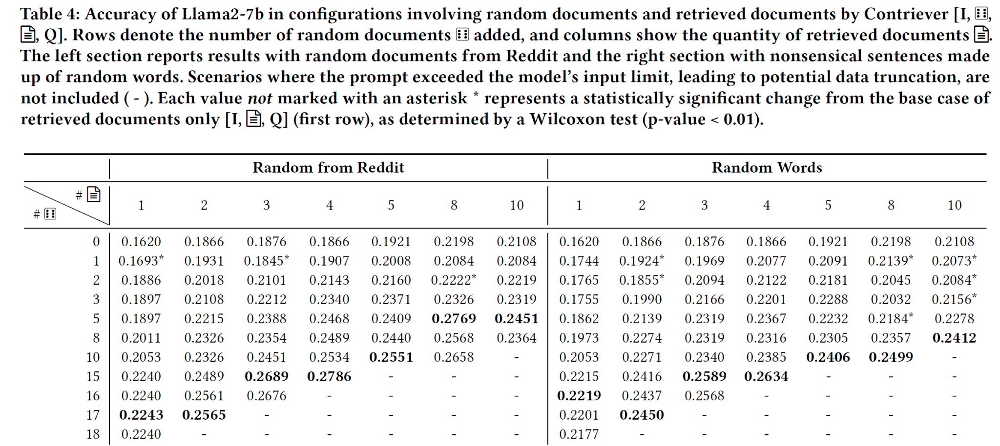 Table 4: Accuracy of Llama2-7b in configurations involving random documents and retrieved documents by Contriever [I, ⚅,
🖹, Q]. Rows denote the number of random documents ⚅ added, and columns show the quantity of retrieved documents 🖹.
The left section reports results with random documents from Reddit and the right section with nonsensical sentences made
up of random words. Scenarios where the prompt exceeded the model's input limit, leading to potential data truncation, are
not included ( - ). Each value not marked with an asterisk * represents a statistically significant change from the base case of
retrieved documents only [I, 🖹, Q] (first row), as determined by a Wilcoxon test (p-value < 0.01).
Random from Reddit Random Words
# 🖹
# ⚅ 1 2 3 4 5 8 10 1 2 3 4 5 8 10
0 0.1620 0.1866 0.1876 0.1866 0.1921 0.2198 0.2108 0.1620 0.1866 0.1876 0.1866 0.1921 0.2198 0.2108
1 0.1693* 0.1931 0.1845* 0.1907 0.2008 0.2084 0.2084 0.1744 0.1924* 0.1969 0.2077 0.2091 0.2139* 0.2073*
2 0.1886 0.2018 0.2101 0.2143 0.2160 0.2222* 0.2219 0.1765 0.1855* 0.2094 0.2122 0.2181 0.2045 0.2084*
3 0.1897 0.2108 0.2212 0.2340 0.2371 0.2326 0.2319 0.1755 0.1990 0.2166 0.2201 0.2288 0.2032 0.2156*
5 0.1897 0.2215 0.2388 0.2468 0.2409 0.2769 0.2451 0.1862 0.2139 0.2319 0.2367 0.2232 0.2184* 0.2278
8 0.2011 0.2326 0.2354 0.2489 0.2440 0.2568 0.2364 0.1973 0.2274 0.2319 0.2316 0.2305 0.2357 0.2412
10 0.2053 0.2326 0.2451 0.2534 0.2551 0.2658 - 0.2053 0.2271 0.2340 0.2385 0.2406 0.2499 -
15 0.2240 0.2489 0.2689 0.2786 - - - 0.2215 0.2416 0.2589 0.2634 - - -
16 0.2240 0.2561 0.2676 - - - - 0.2219 0.2437 0.2568 - - - -
17 0.2243 0.2565 - - - - - 0.2201 0.2450 - - - - -
18 0.2240 - - - - - - 0.2177 - - - - - -